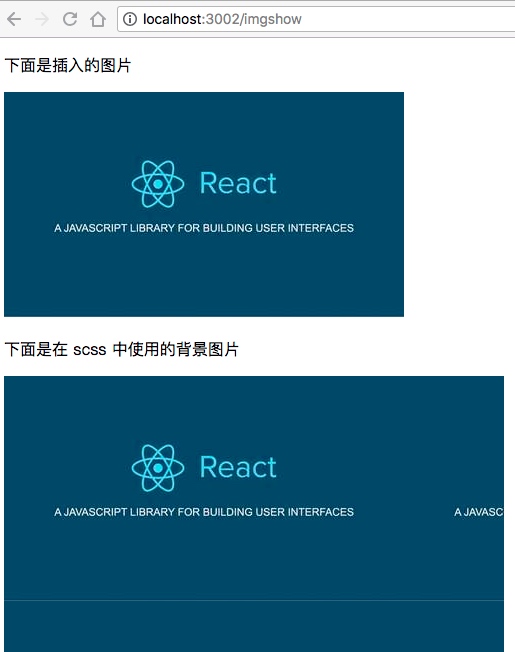 localhost:3002/imgshow
下面是插入的图片
React
A JAVASCRIPT LIBRARY FOR BUILDING USER INTERFACES
下面是在 scss 中使用的背景图片
React
A JAVASCRIPT LIBRARY FOR BUILDING USER INTERFACES A JAVASC